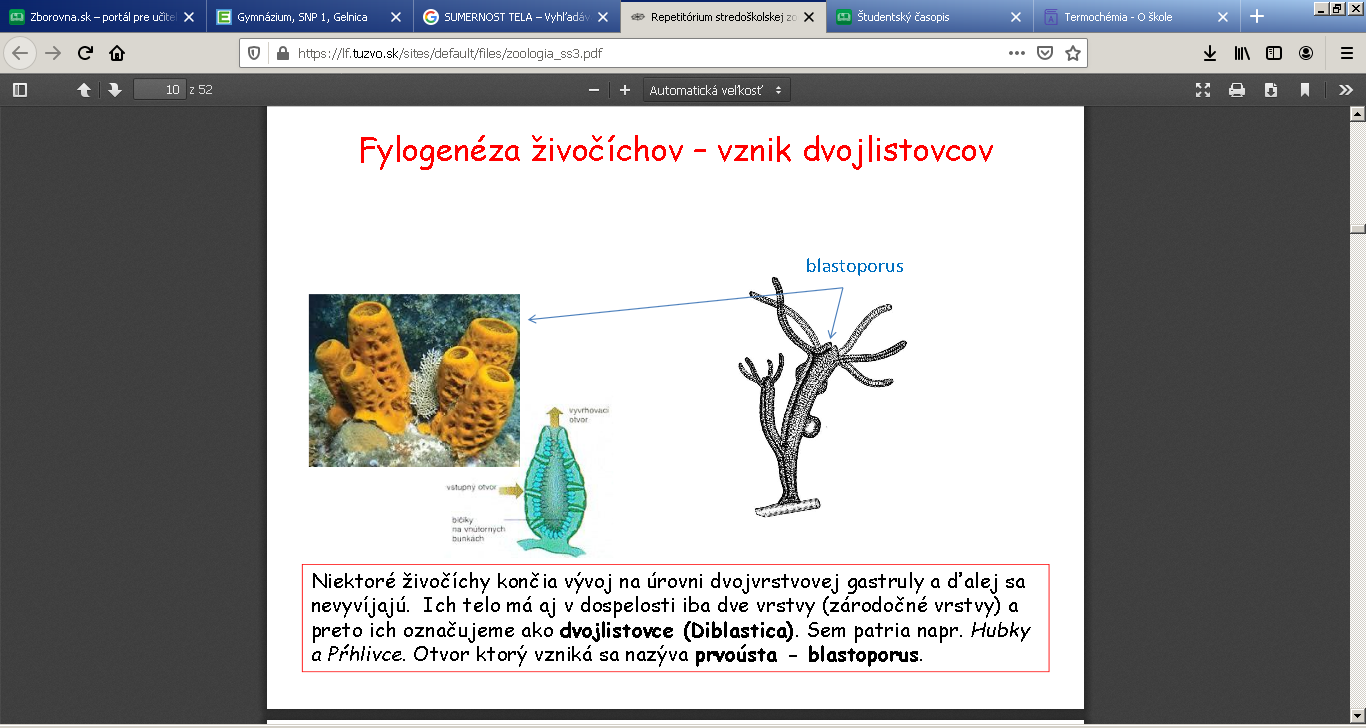 Zborovna.sk – portál pre učitel
Gymnázium, SNP 1, Gelnica
SUMERNOST TELA – Vyhľadáv
Repetitórium stredoškolskej zo
Študentský časopis
Termochémia - O škole
https://lf.tuzvo.sk/sites/default/files/zoologia_ss3.pdf
10 z 52
Automatická veľkosť
Fylogenéza živočíchov – vznik dvojlistovcov
blastoporus
vyvrhovací
otvor
vstupný otvor
bičíky
na vnútorných
bunkách
Niektoré živočíchy končia vývoj na úrovni dvojvrstvovej gastruly a ďalej sa
nevyvíjajú. Ich telo má aj v dospelosti iba dve vrstvy (zárodočné vrstvy) a
preto ich označujeme ako dvojlistovce (Diblastica). Sem patria napr. Hubky
a Pŕhlivce. Otvor ktorý vzniká sa nazýva prvoústa – blastoporus.